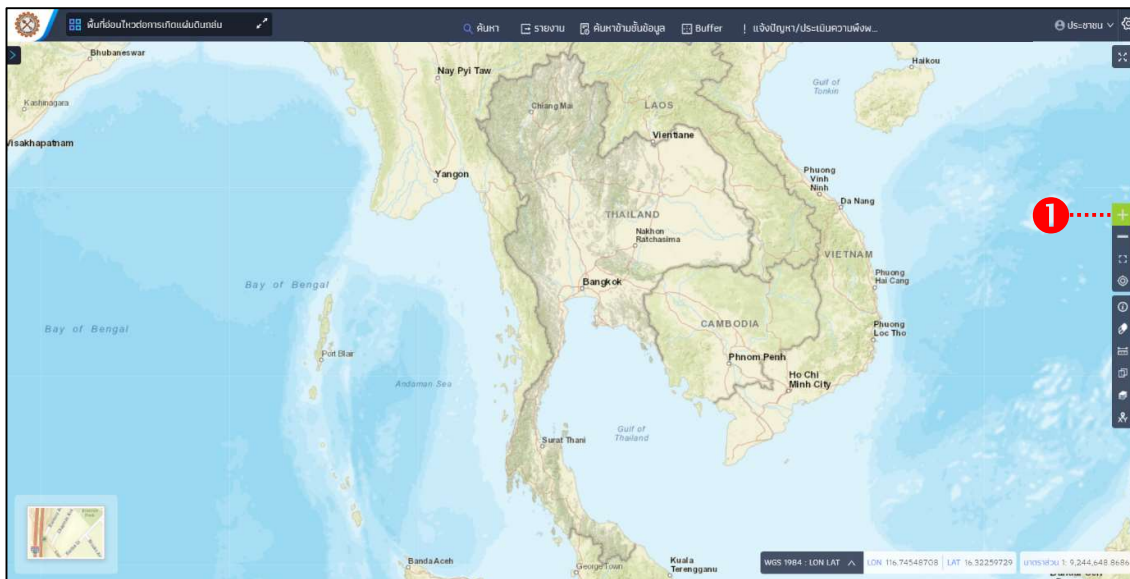 พื้นที่อ่อนไหวต่อการเกิดแผ่นดินถล่ม
ค้นหา
รายงาน
ค้นหาข้ามชั้นข้อมูล
Buffer
! แจ้งปัญหา/ประเมินความพึงพ...
ประชาชน
Bhubaneswar
Nay Pyi Taw
Haikou
Gulf of
Tonkin
Kashinagara
Chiang Mai
LAOS
Visakhapatnam
Vientiane
Yangon
Phuong
Vinh
Ninh
Da Nang
1
THAILAND
Nakhon
Ratchasima
VIETNAM
Bay of Bengal
Bangkok
Phuong
Hai Cang
Bay of Bengal
CAMBODIA
Phuong
Loc Tho
Port Blair
Phnom Penh
Andaman Sea
Ho Chi
Minh City
XY
Gulf of
Thailand
Surat Thani
Banda Aceh
George Town
Kuala
Terengganu
WGS 1984 : LON LAT
LON 116.74548708
LAT 16.32259729
มาตราส่วน 1: 9,244,648.8686